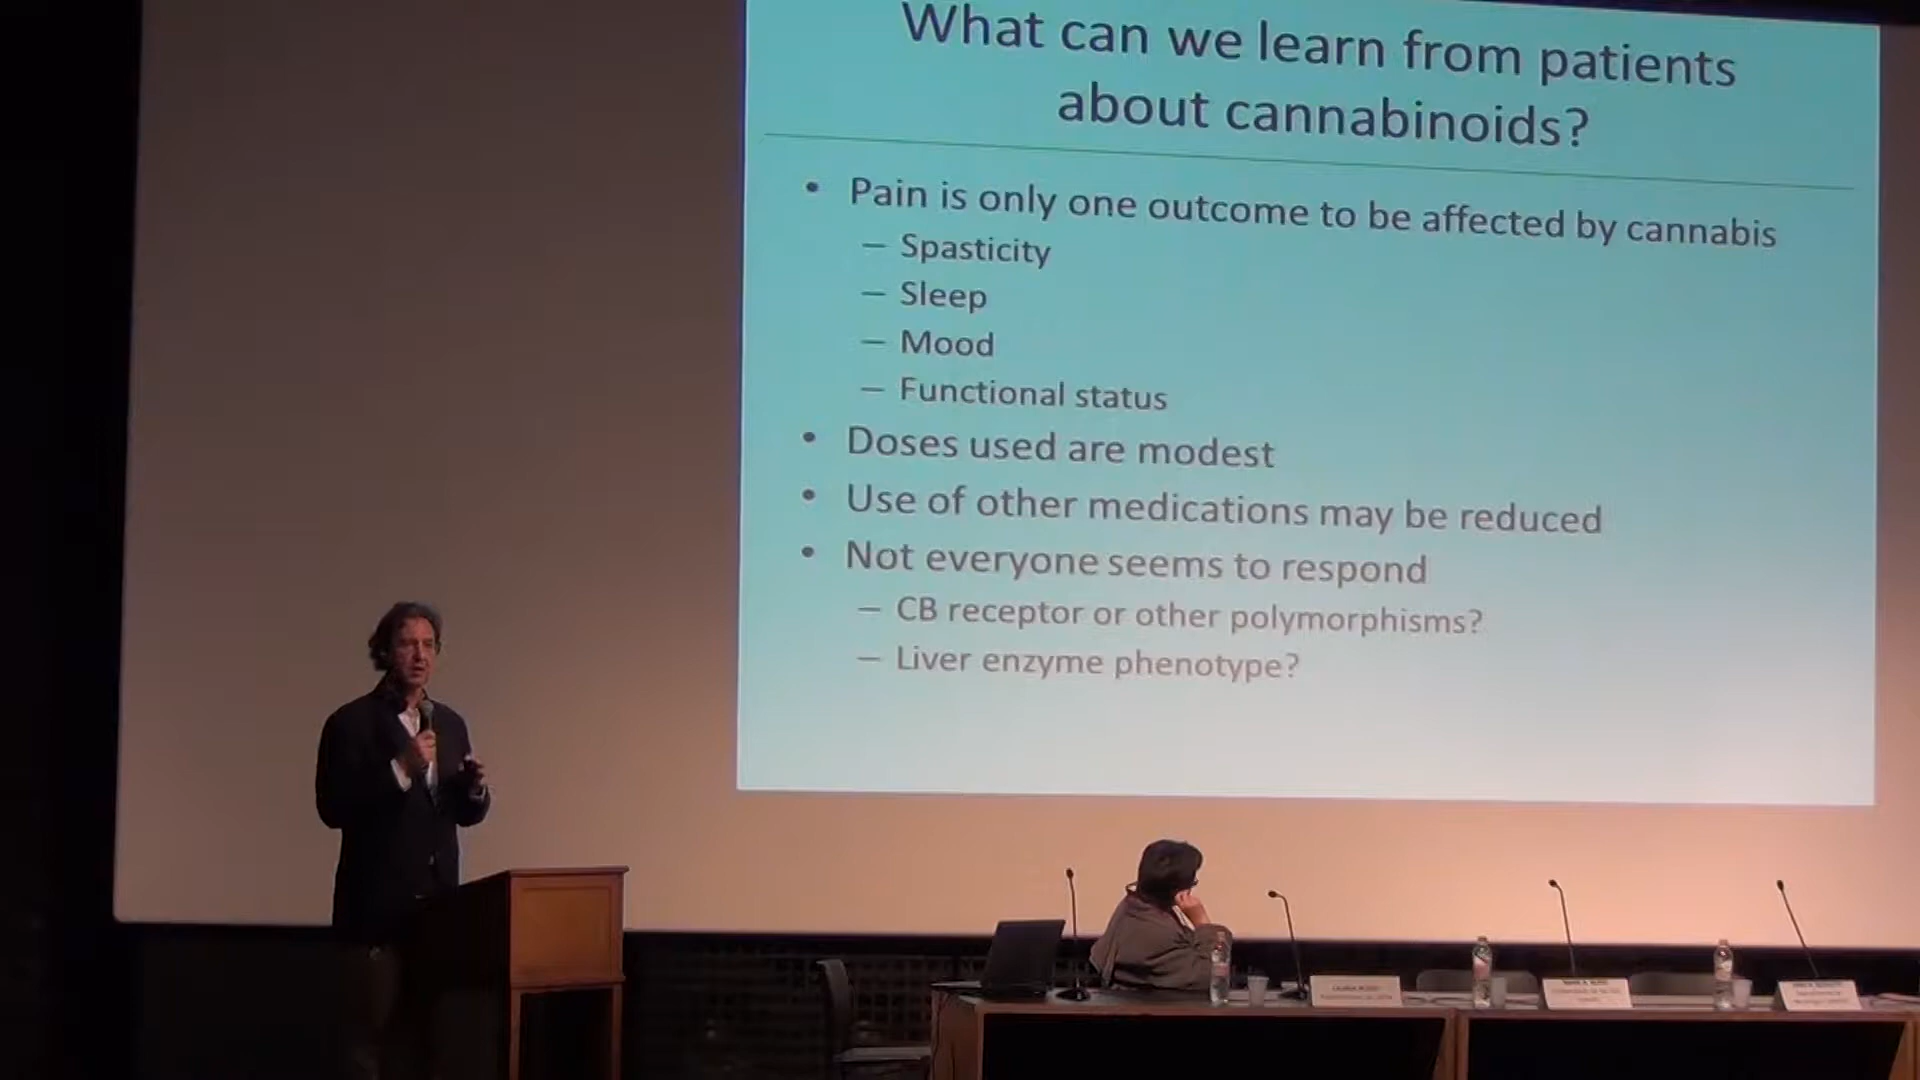 What can we learn from patients
about cannabinoids?
• Pain is only one outcome to be affected by cannabis
– Spasticity
– Sleep
– Mood
– Functional status
• Doses used are modest
• Use of other medications may be reduced
• Not everyone seems to respond
– CB receptor or other polymorphisms?
– Liver enzyme phenotype?